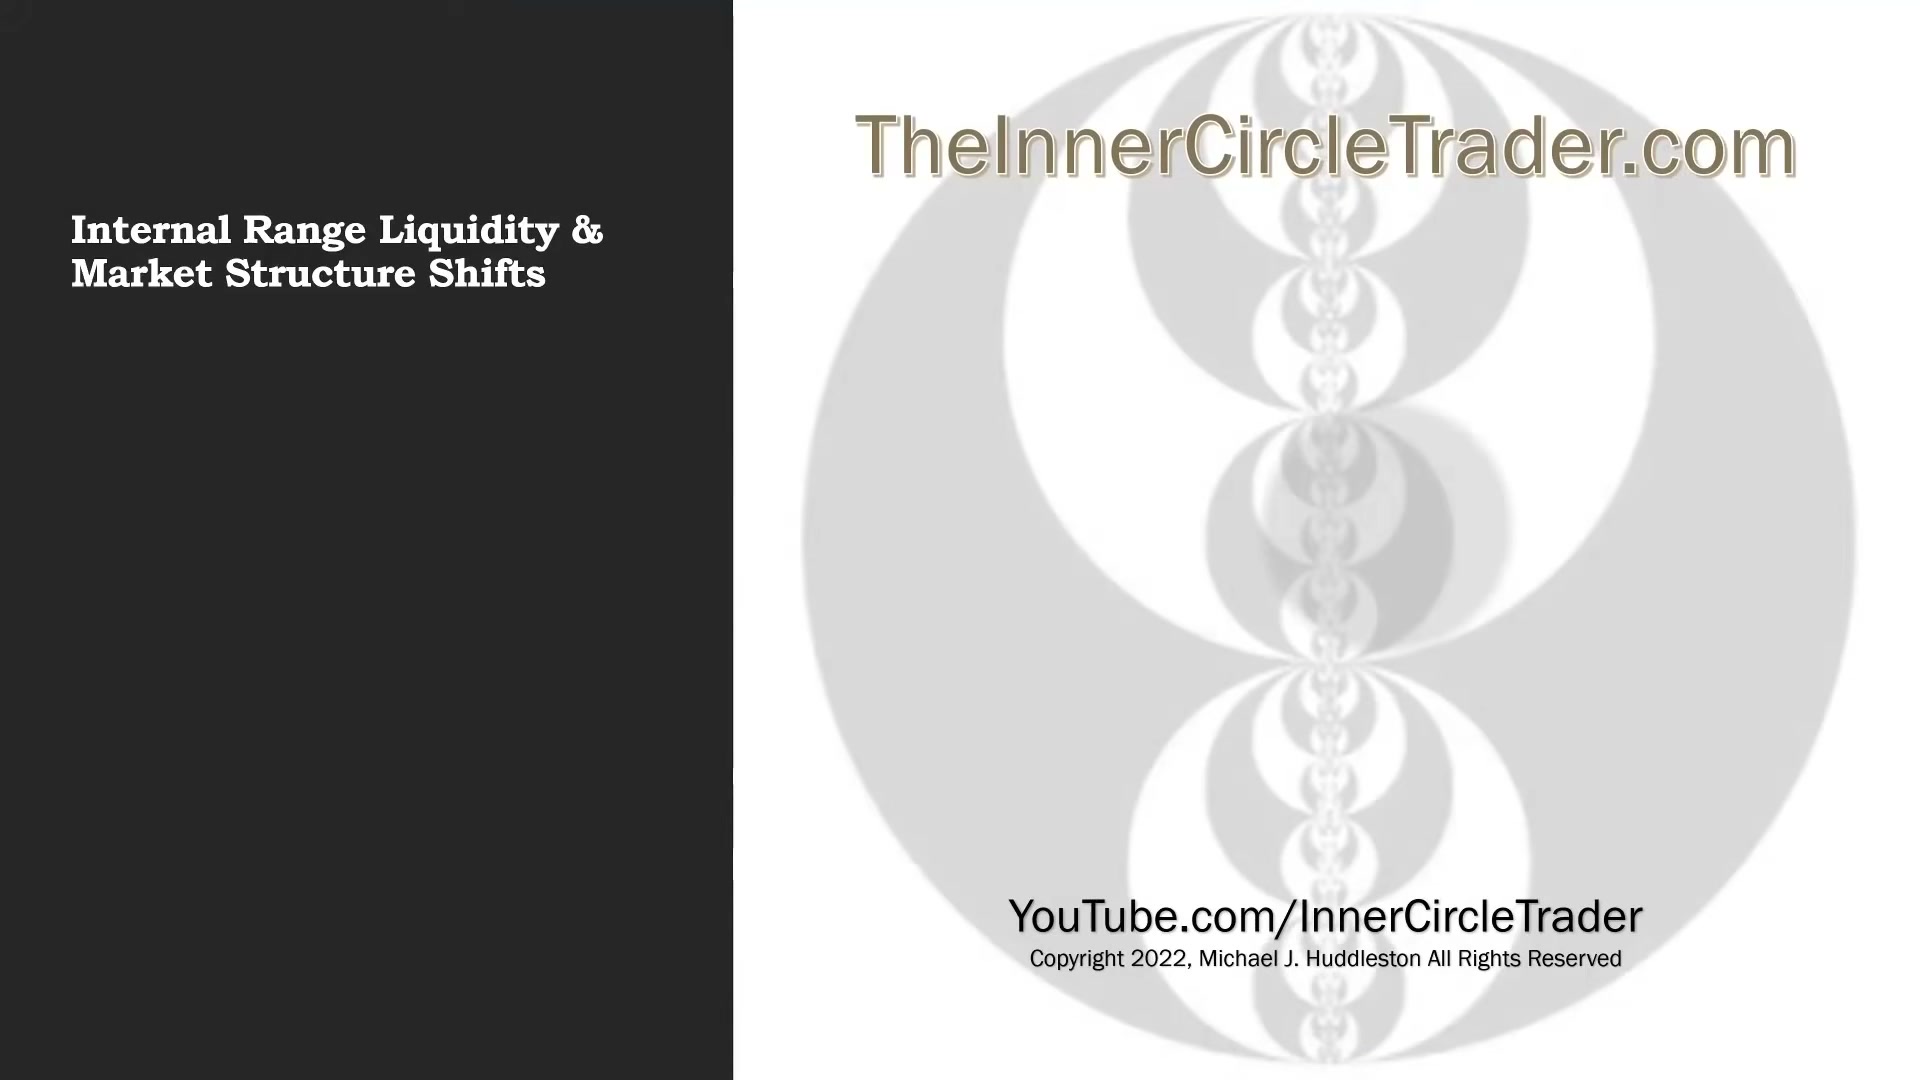 Internal Range Liquidity &
Market Structure Shifts
TheInnerCircleTrader.com
YouTube.com/InnerCircleTrader
Copyright 2022, Michael J. Huddleston All Rights Reserved